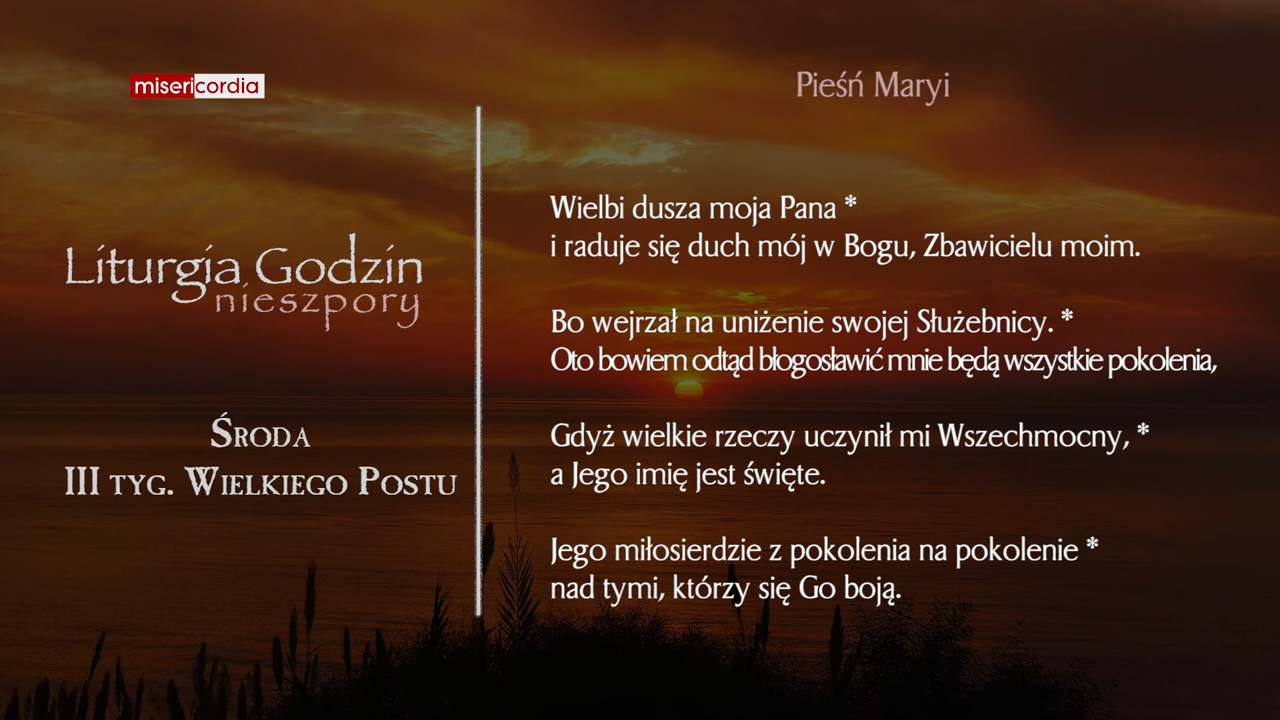 misericordia
Liturgia Godzin
nieszpory
Środa
III tyg. Wielkiego Postu
Pieśń Maryi
Wielbi dusza moja Pana *
i raduje się duch mój w Bogu, Zbawicielu moim.
Bo wejrzał na uniżenie swojej Służebnicy. *
Oto bowiem odtąd błogosławić mnie będą wszystkie pokolenia,
Gdyż wielkie rzeczy uczynił mi Wszechmocny, *
a Jego imię jest święte.
Jego miłosierdzie z pokolenia na pokolenie *
nad tymi, którzy się Go boją.